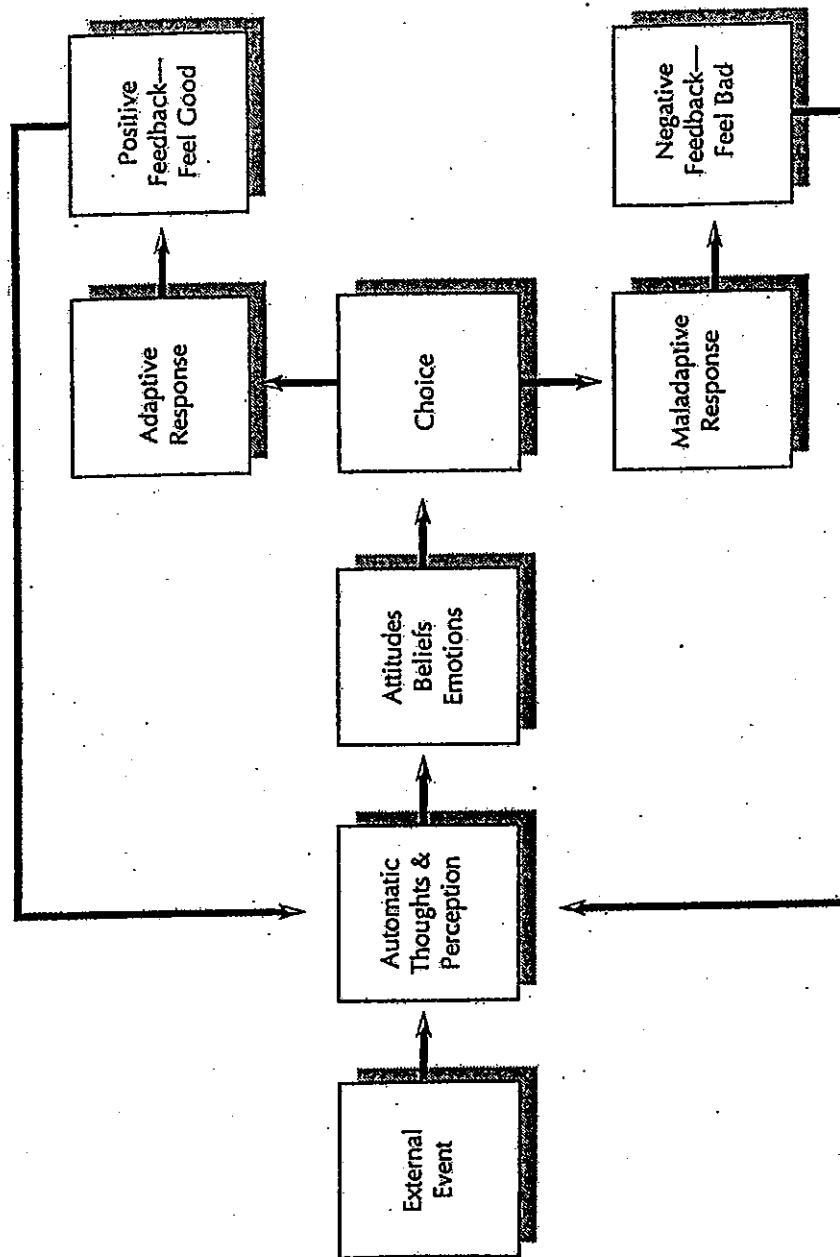 External
Event
Automatic
Thoughts &
Perception
Attitudes
Beliefs
Emotions
Choice
Adaptive
Response
Positive
Feedback—
Feel Good
Maladaptive
Response
Negative
Feedback—
Feel Bad